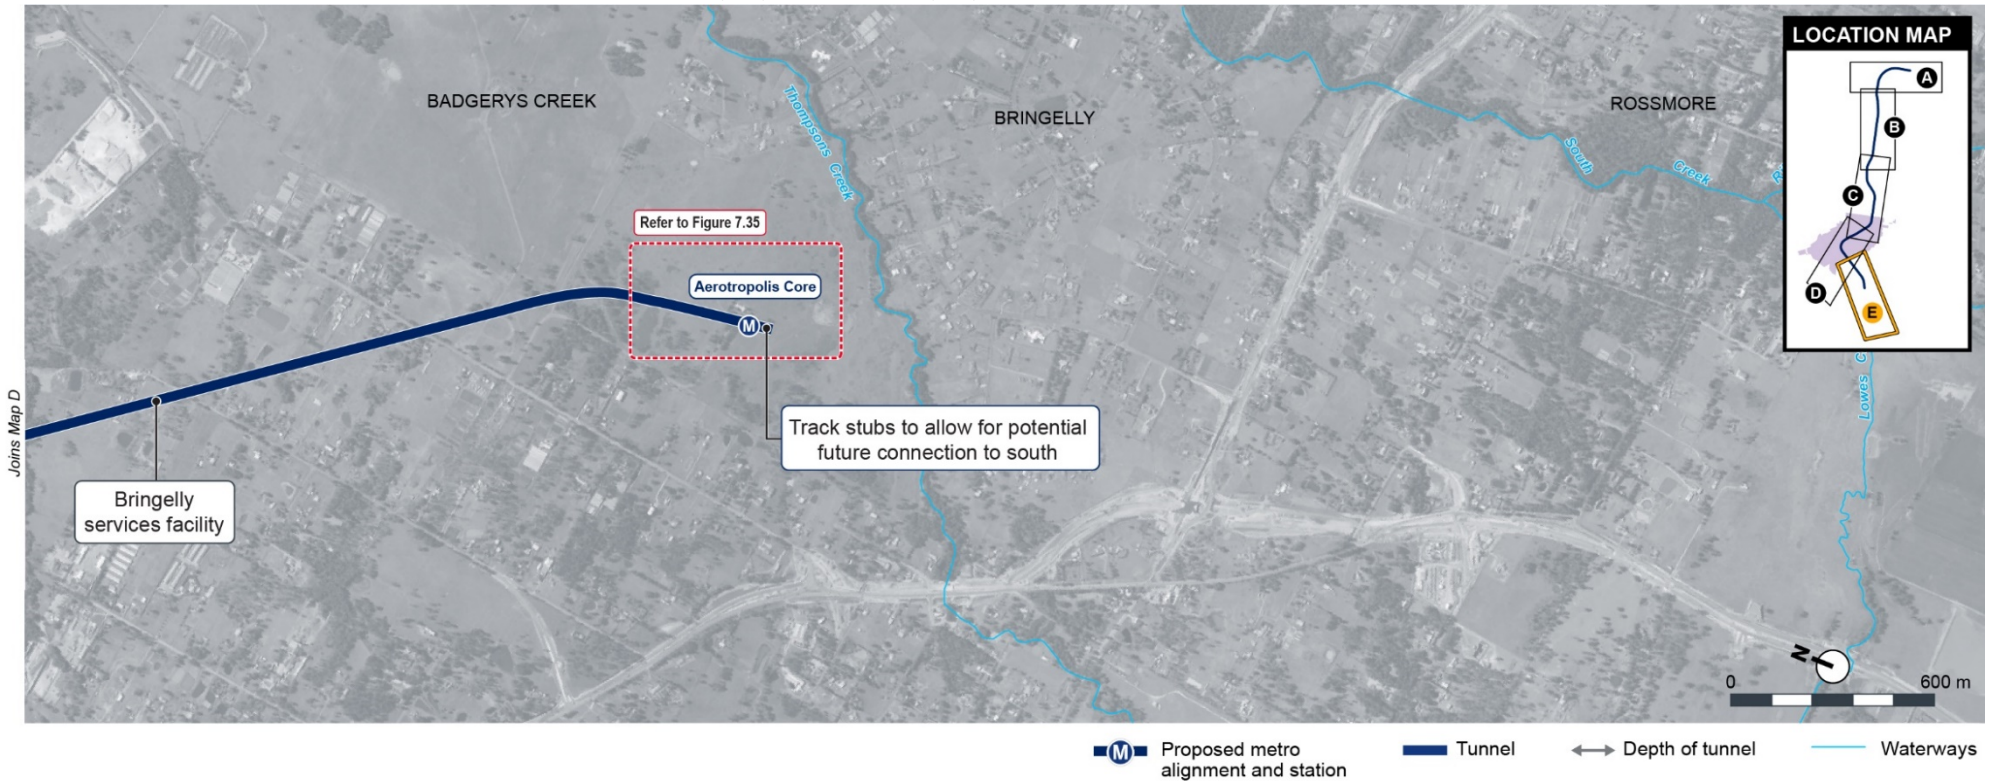 LOCATION MAP
A
B
C
D
E
BADGERYS CREEK
BRINGELLY
ROSSMORE
Thompsons Creek
South Creek
Refer to Figure 7.35
Aerotropolis Core
M
Joins Map D
Track stubs to allow for potential
future connection to south
Bringelly
services facility
Lowes C
N
0 600 m
M Proposed metro
alignment and station
Tunnel
Depth of tunnel
Waterways